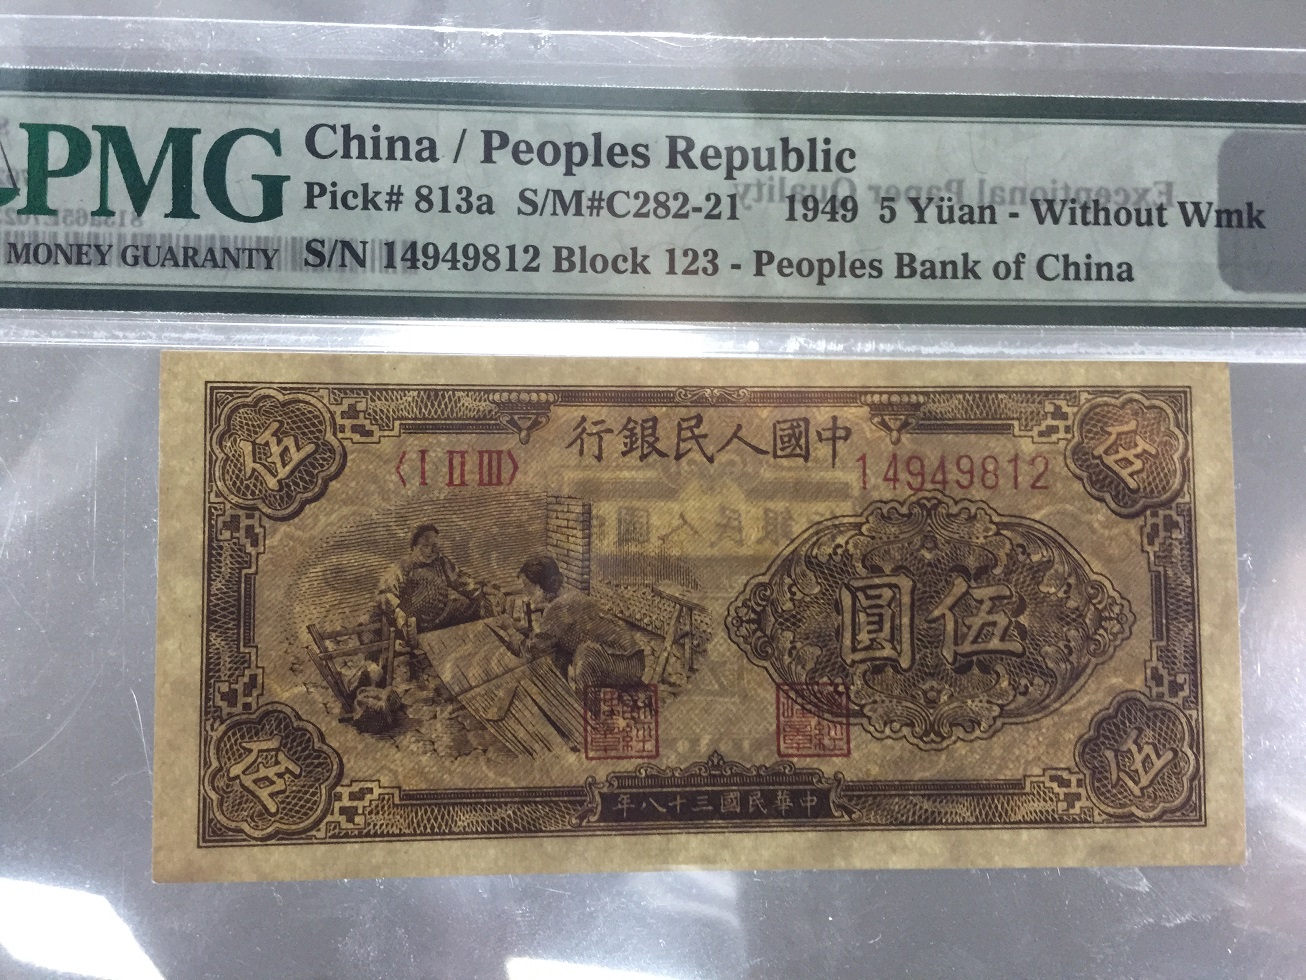 PMG
China / Peoples Republic
Pick# 813a S/M#C282-21 1949 5 Yüan - Without Wmk
MONEY GUARANTY S/N 14949812 Block 123 - Peoples Bank of China
Exceptional Paper Quality
行銀民人國中
〈I II III〉 14949812
伍 伍
圓伍
伍 伍
年八十三國民華中